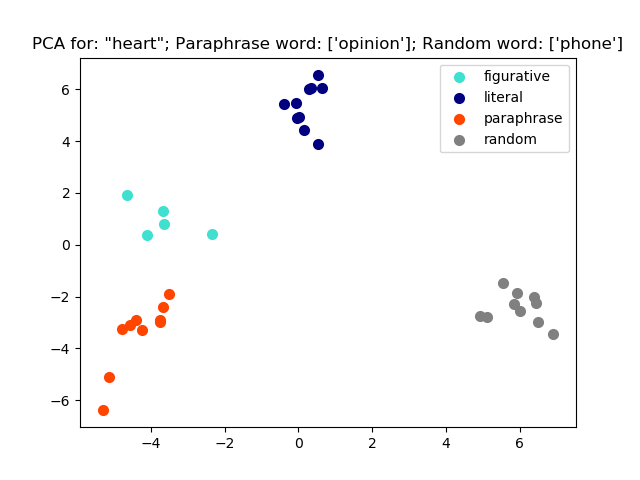 PCA for: "heart"; Paraphrase word: ['opinion']; Random word: ['phone']
figurative
literal
paraphrase
random
6
4
2
0
−2
−4
−6
−4
−2
0
2
4
6